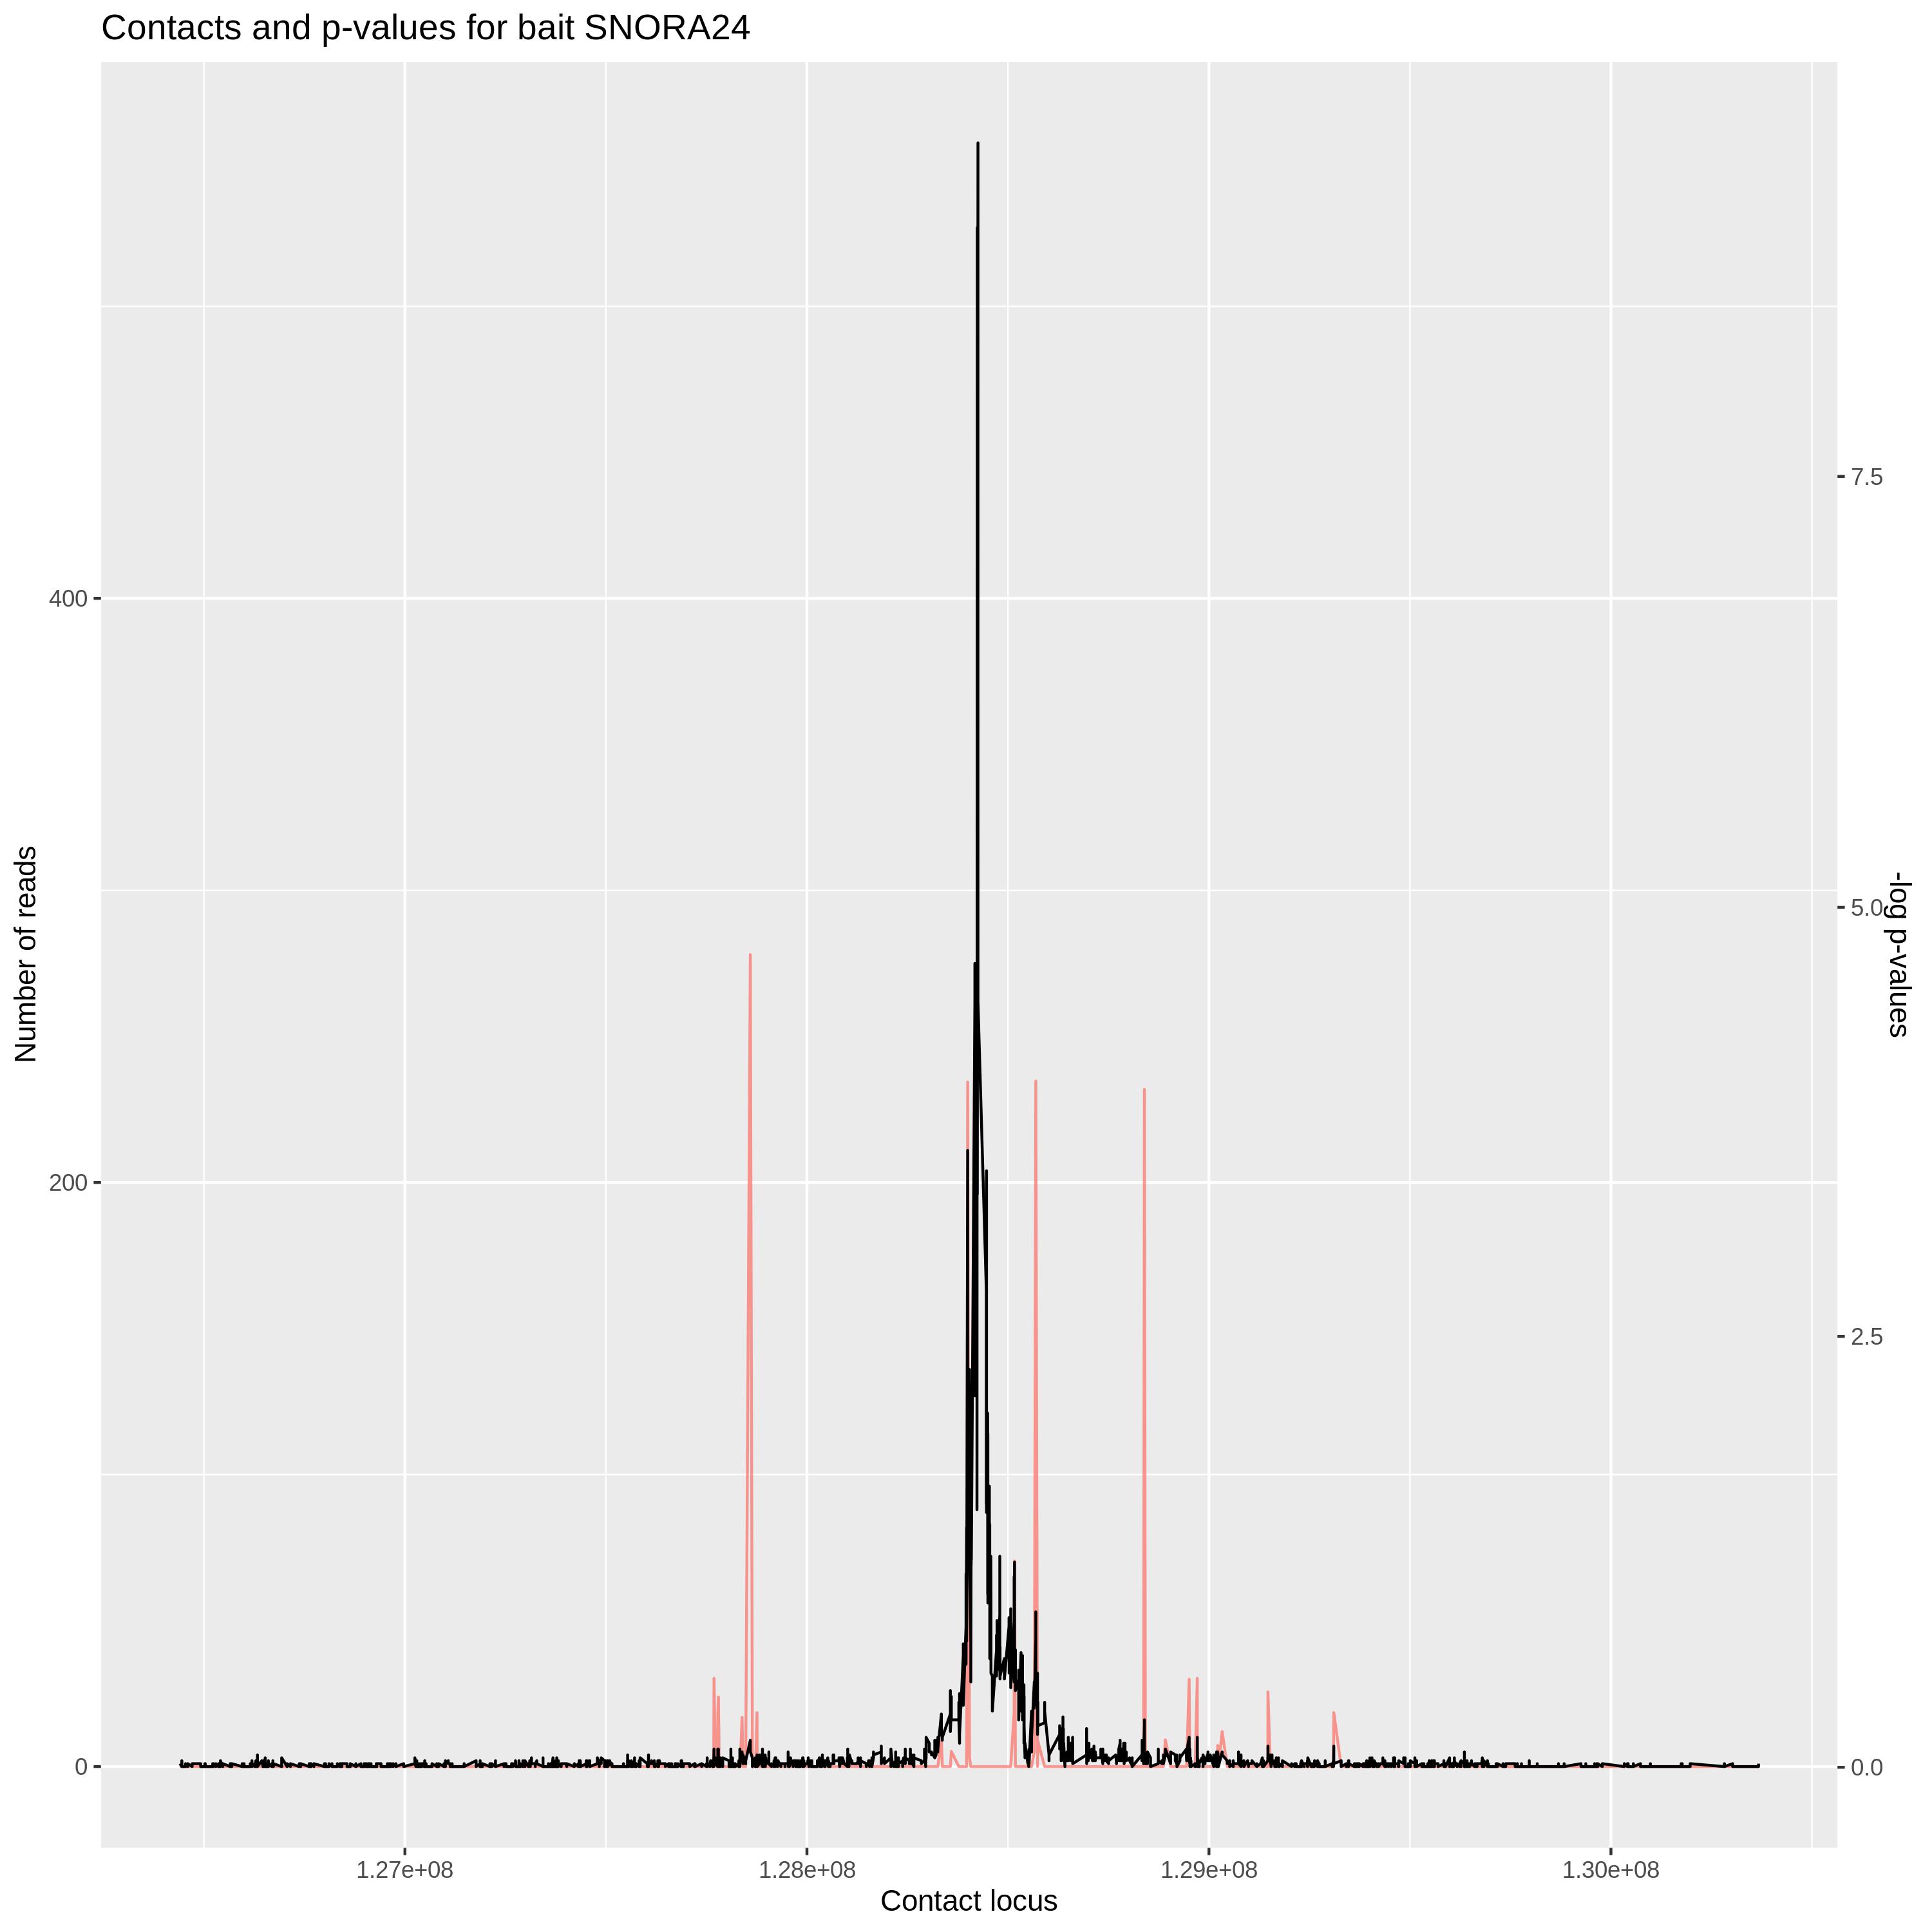 Contacts and p-values for bait SNORA24
Number of reads
400
200
0
7.5
5.0
2.5
0.0
-log p-values
1.27e+08
1.28e+08
1.29e+08
1.30e+08
Contact locus